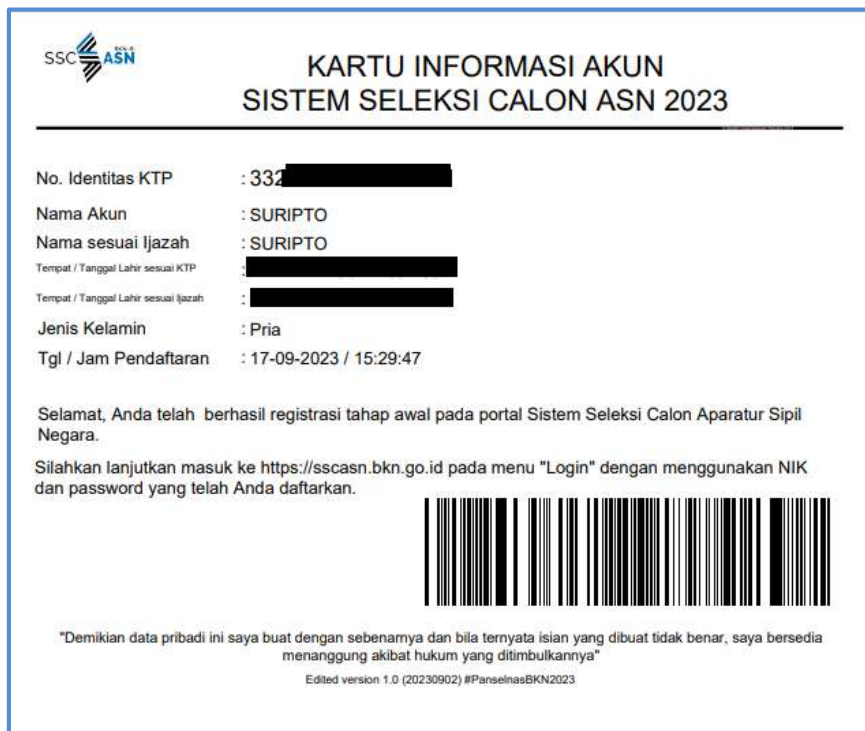 SSC ASN
KARTU INFORMASI AKUN
SISTEM SELEKSI CALON ASN 2023
No. Identitas KTP : 332
Nama Akun : SURIPTO
Nama sesuai Ijazah : SURIPTO
Tempat / Tanggal Lahir sesuai KTP :
Tempat / Tanggal Lahir sesuai Ijazah :
Jenis Kelamin : Pria
Tgl / Jam Pendaftaran : 17-09-2023 / 15:29:47
Selamat, Anda telah berhasil registrasi tahap awal pada portal Sistem Seleksi Calon Aparatur Sipil
Negara.
Silahkan lanjutkan masuk ke https://sscasn.bkn.go.id pada menu "Login" dengan menggunakan NIK
dan password yang telah Anda daftarkan.
"Demikian data pribadi ini saya buat dengan sebenarnya dan bila ternyata isian yang dibuat tidak benar, saya bersedia
menanggung akibat hukum yang ditimbulkannya"
Edited version 1.0 (20230902) #PanselnasBKN2023